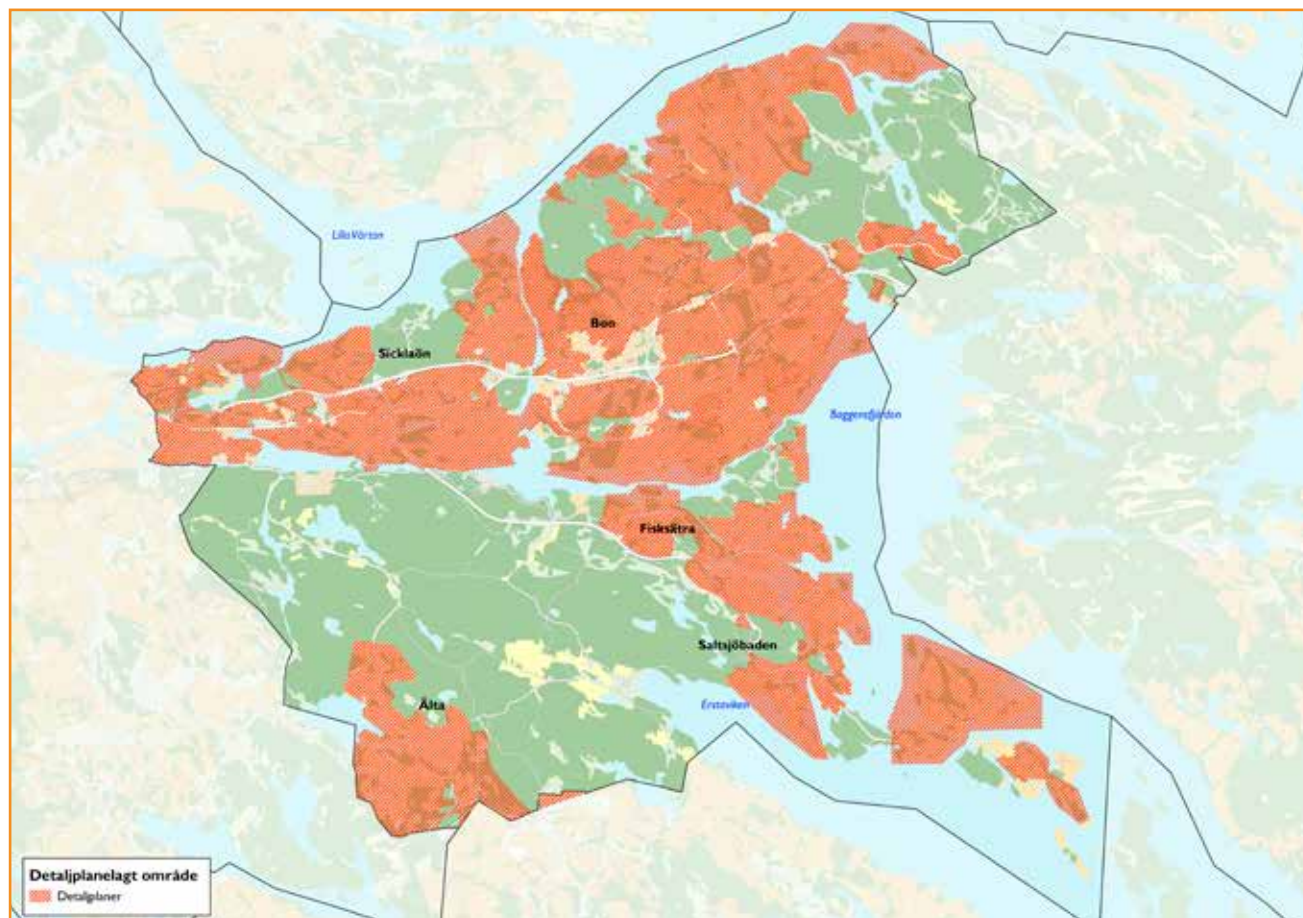 Lilla Värtan
Boo
Sicklaön
Baggensfjärden
Fisksätra
Saltsjöbaden
Erstaviken
Älta
Detaljplanelagt område
Detaljplaner